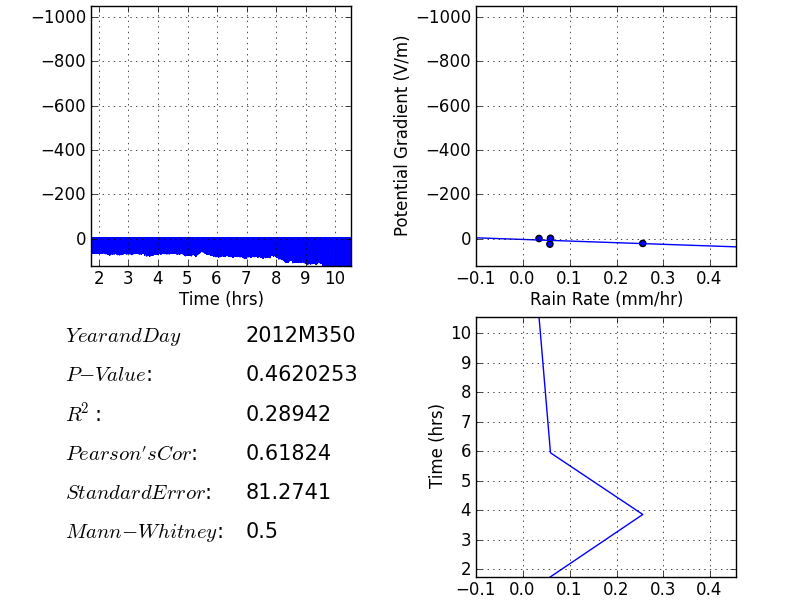 −1000
−800
−600
−400
−200
0
2 3 4 5 6 7 8 9 10
Time (hrs)
Potential Gradient (V/m)
−1000
−800
−600
−400
−200
0
−0.1 0.0 0.1 0.2 0.3 0.4
Rain Rate (mm/hr)
YearandDay 2012M350
P−Value: 0.4620253
R² : 0.28942
Pearson'sCor: 0.61824
StandardError: 81.2741
Mann−Whitney: 0.5
Time (hrs)
10
9
8
7
6
5
4
3
2
−0.1 0.0 0.1 0.2 0.3 0.4